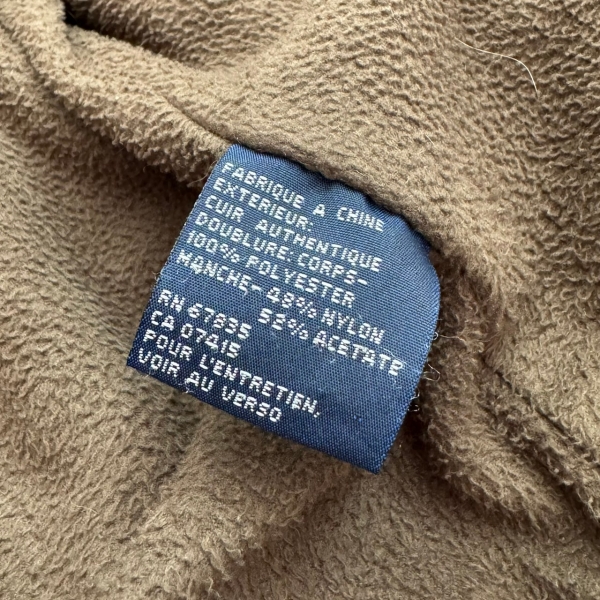 FABRIQUE A CHINE
EXTERIEUR:
CUIR AUTHENTIQUE
DOUBLURE: CORPS-
100% POLYESTER
MANCHE- 48% NYLON
55% ACETATE
RN 67835
CA 07415
POUR L'ENTRETIEN,
VOIR AU VERSO